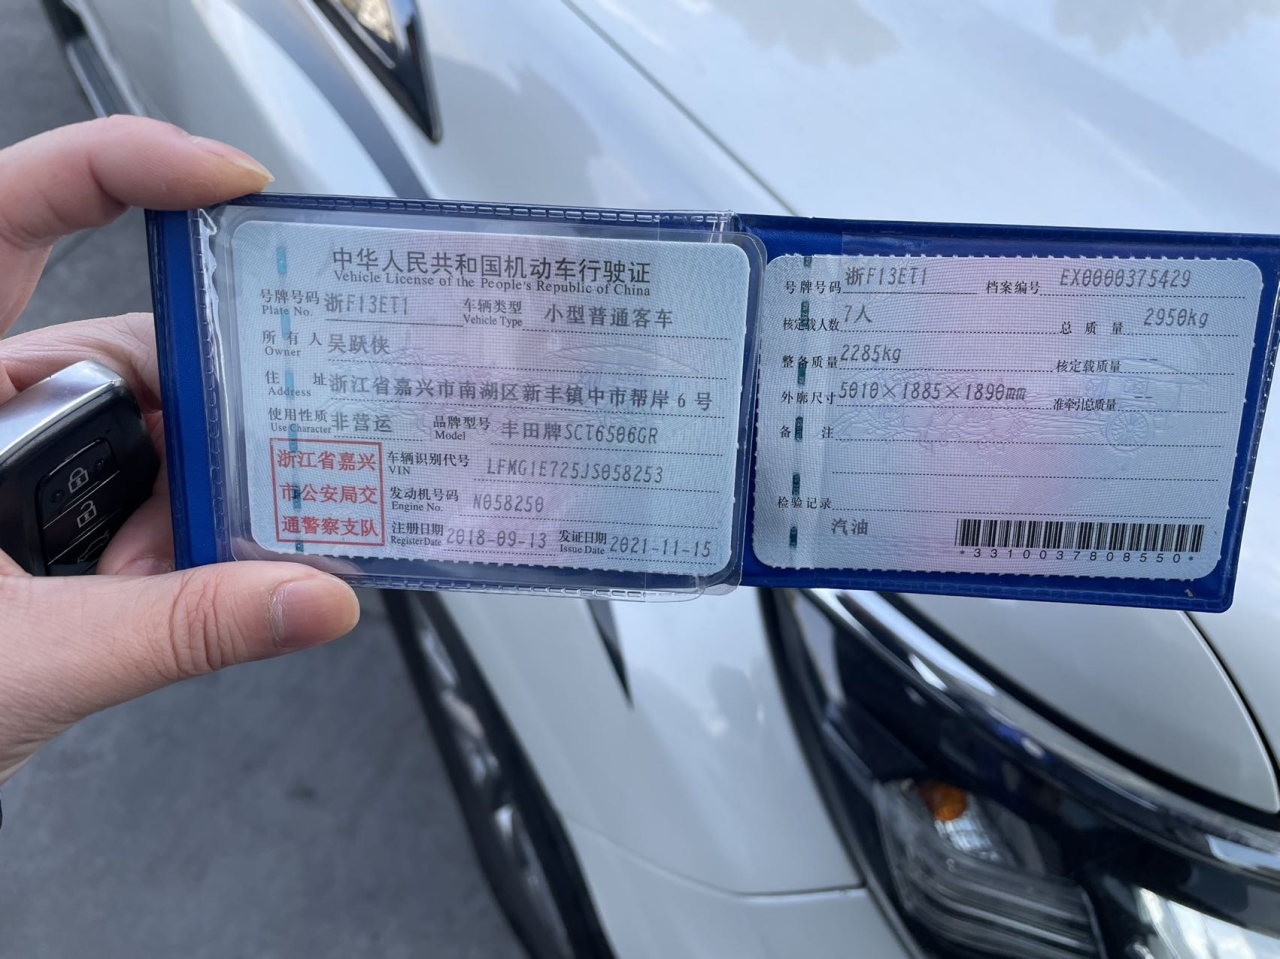 中华人民共和国机动车行驶证
Vehicle License of the People's Republic of China
号牌号码 浙F13ET1 车辆类型 小型普通客车
Plate No. Vehicle Type
所有人 吴跃侠
Owner
住址 浙江省嘉兴市南湖区新丰镇中市帮岸6号
Address
使用性质 非营运 品牌型号 丰田牌SCT6506GR
Use Character Model
浙江省嘉兴
市公安局交
通警察支队
车辆识别代号 LFMG1E725JS058253
VIN
发动机号码 N058250
Engine No.
注册日期 2018-09-13 发证日期 2021-11-15
Register Date Issue Date
号牌号码 浙F13ET1 档案编号 EX0000375429
核定载人数 7人 总质量 2950kg
整备质量 2285kg 核定载质量 --
外廓尺寸 5010×1885×1890mm 准牵引总质量 --
备注
检验记录
汽油
*3310037808550*